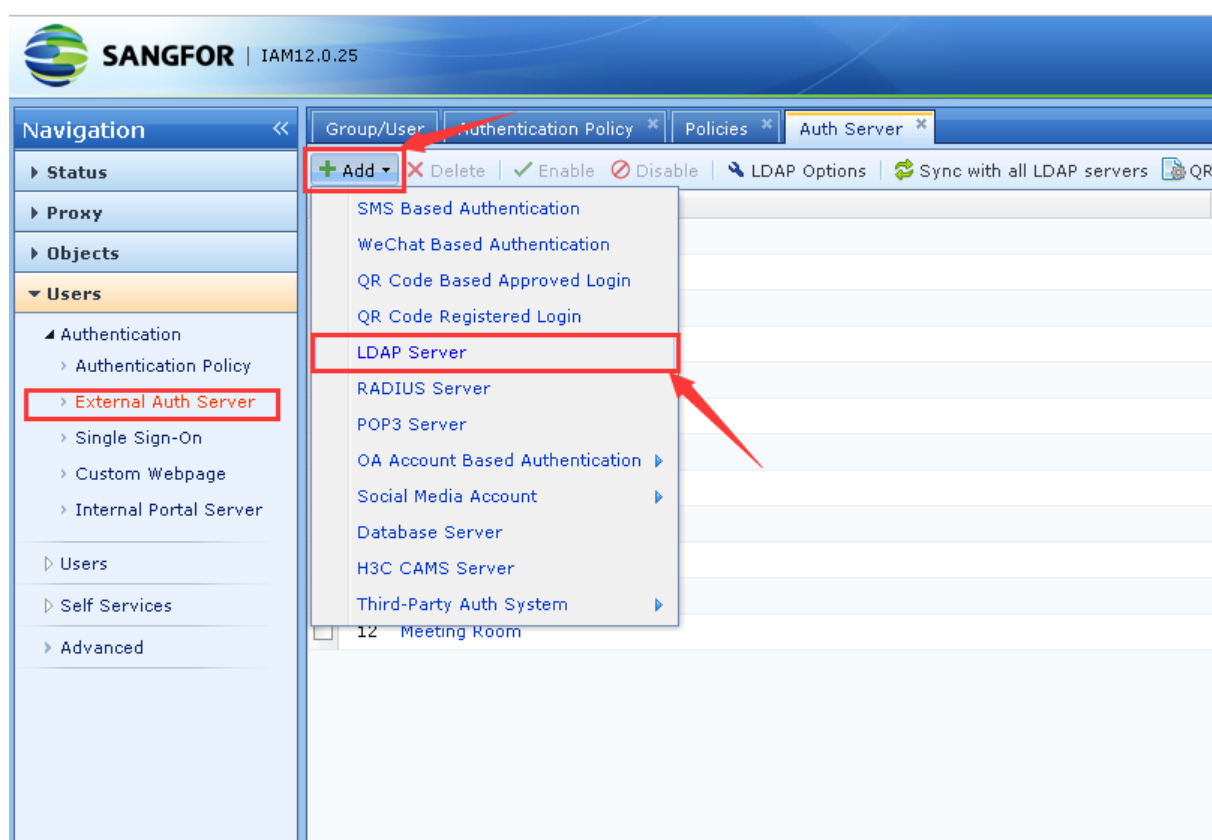 SANGFOR | IAM12.0.25
Navigation
Group/User Authentication Policy Policies Auth Server
Status
Add Delete Enable Disable LDAP Options Sync with all LDAP servers QR
Proxy
Objects
Users
Authentication
Authentication Policy
External Auth Server
Single Sign-On
Custom Webpage
Internal Portal Server
Users
Self Services
Advanced
SMS Based Authentication
WeChat Based Authentication
QR Code Based Approved Login
QR Code Registered Login
LDAP Server
RADIUS Server
POP3 Server
OA Account Based Authentication
Social Media Account
Database Server
H3C CAMS Server
Third-Party Auth System
12 Meeting Room